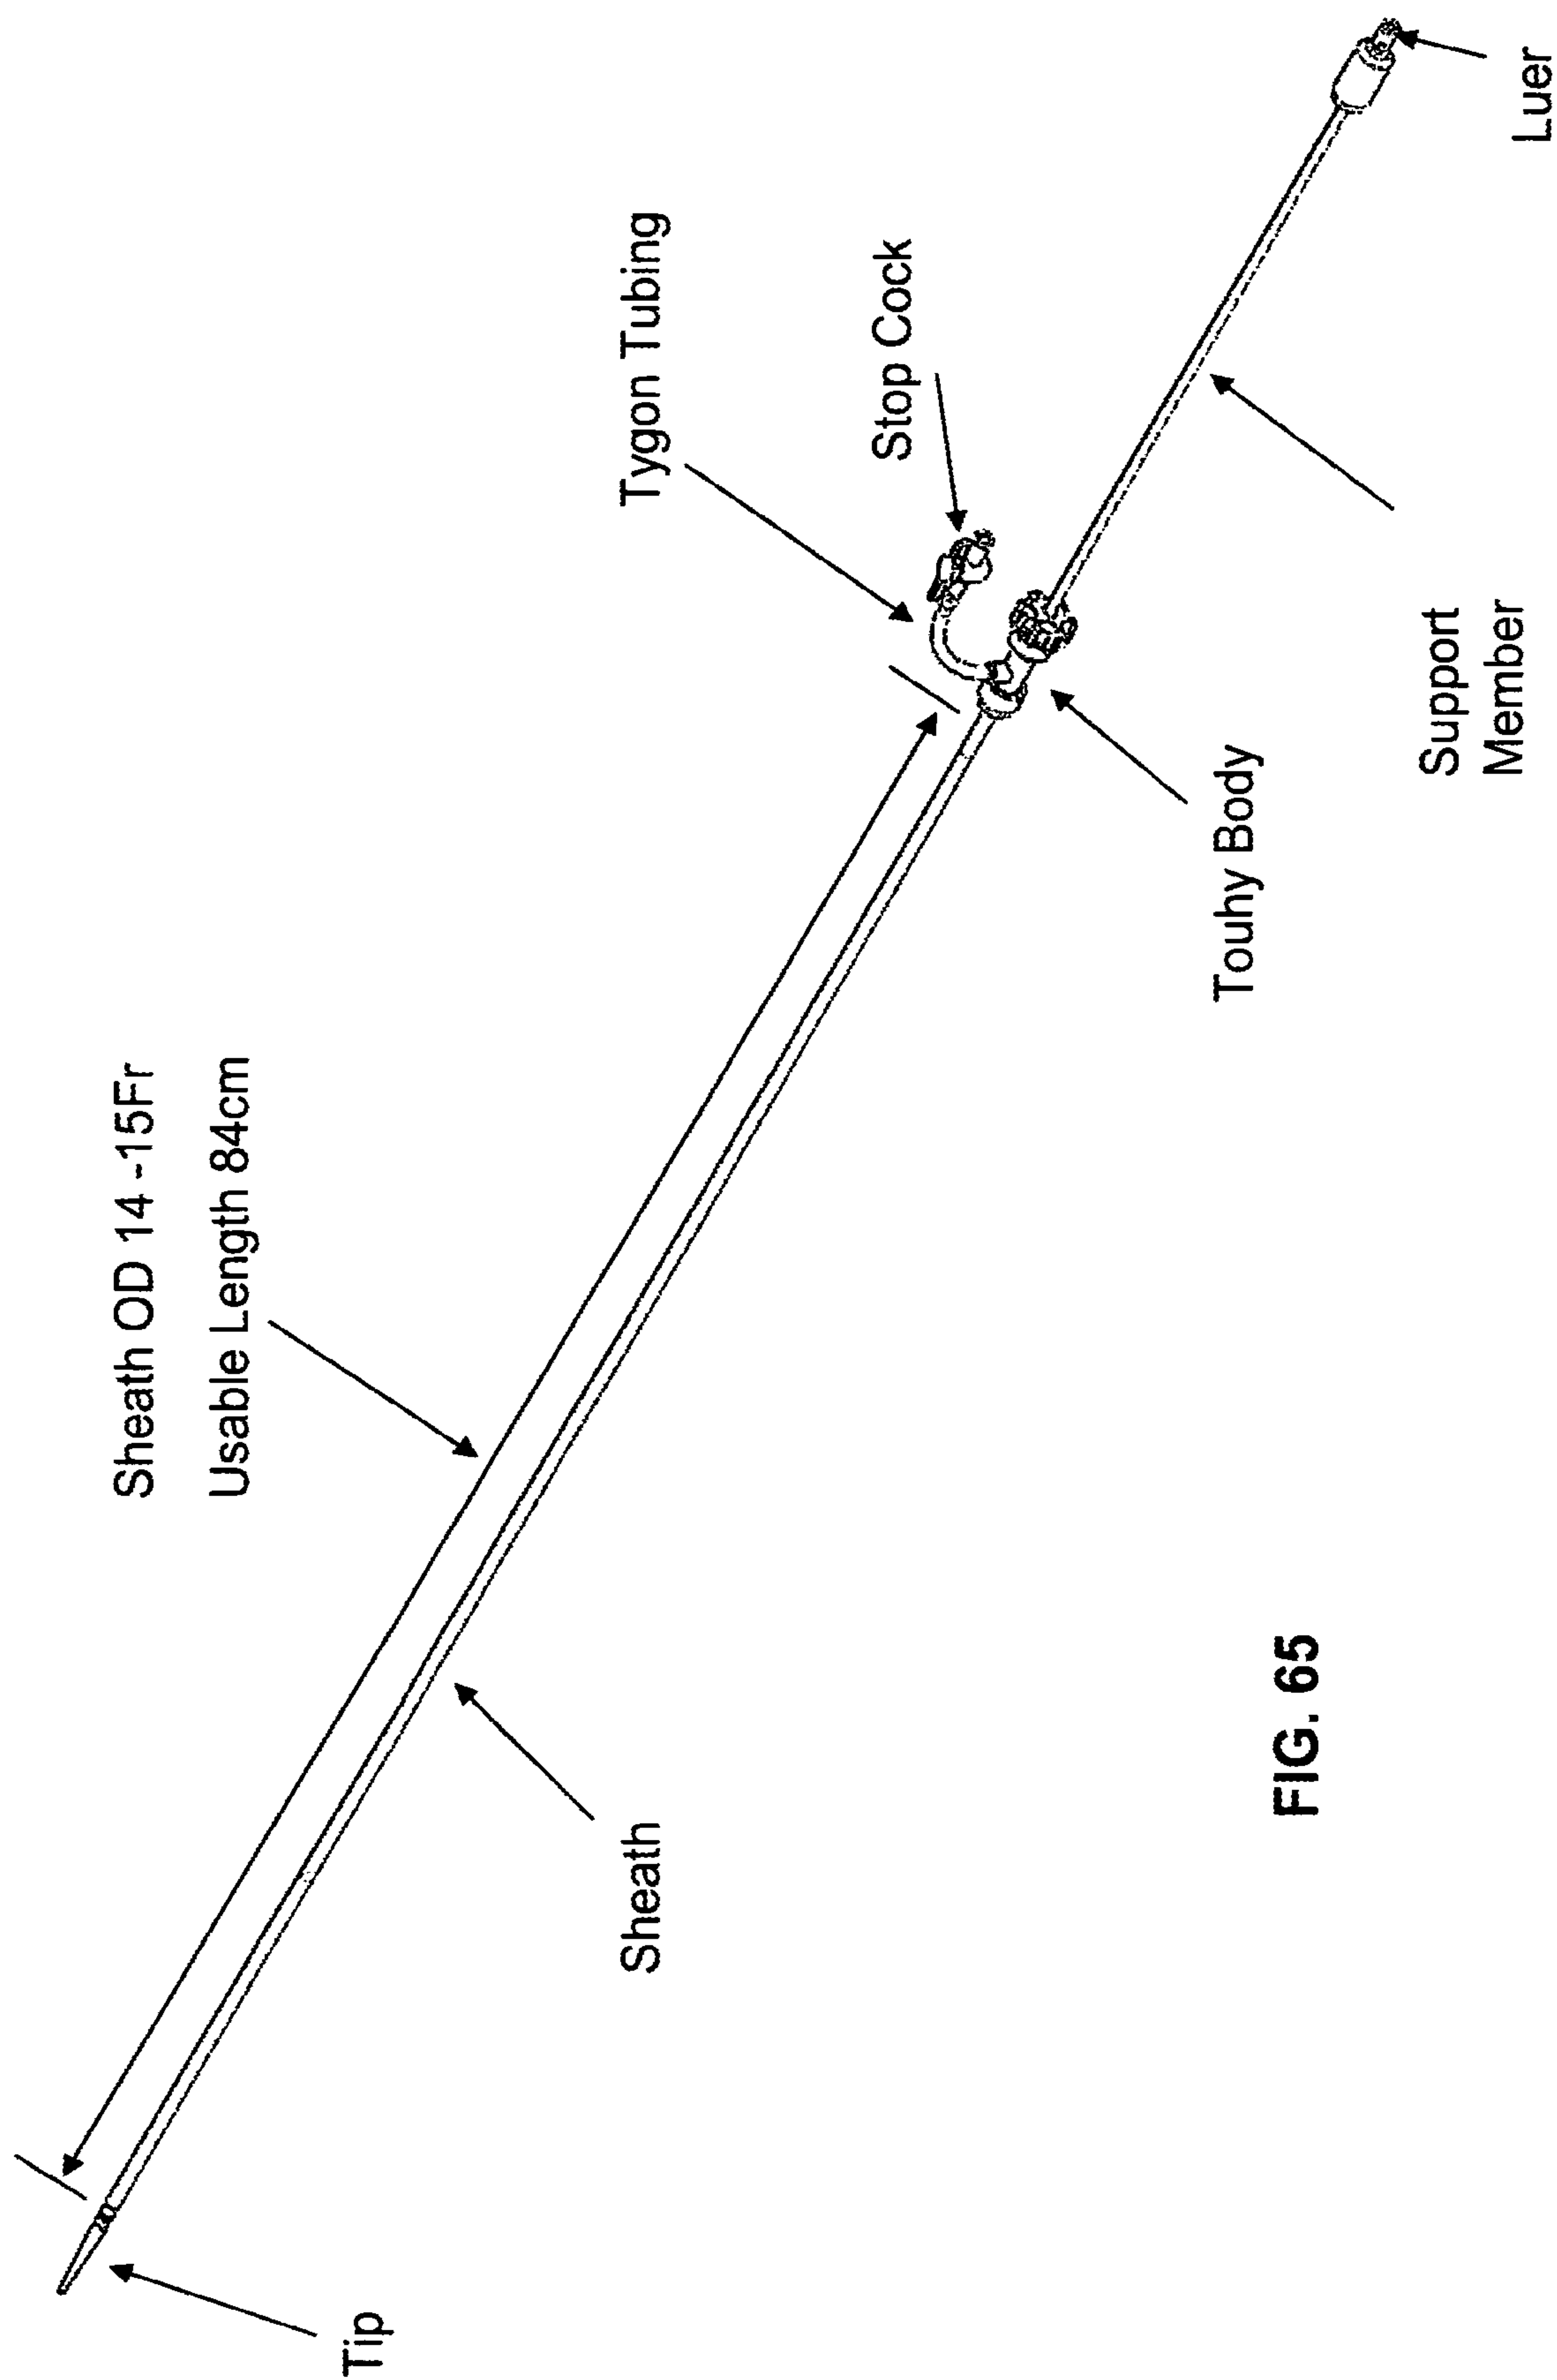 Tip
Sheath OD 14 -15Fr
Usable Length 84cm
Sheath
Tygon Tubing
Stop Cock
Touhy Body
Support
Member
Luer
FIG. 65